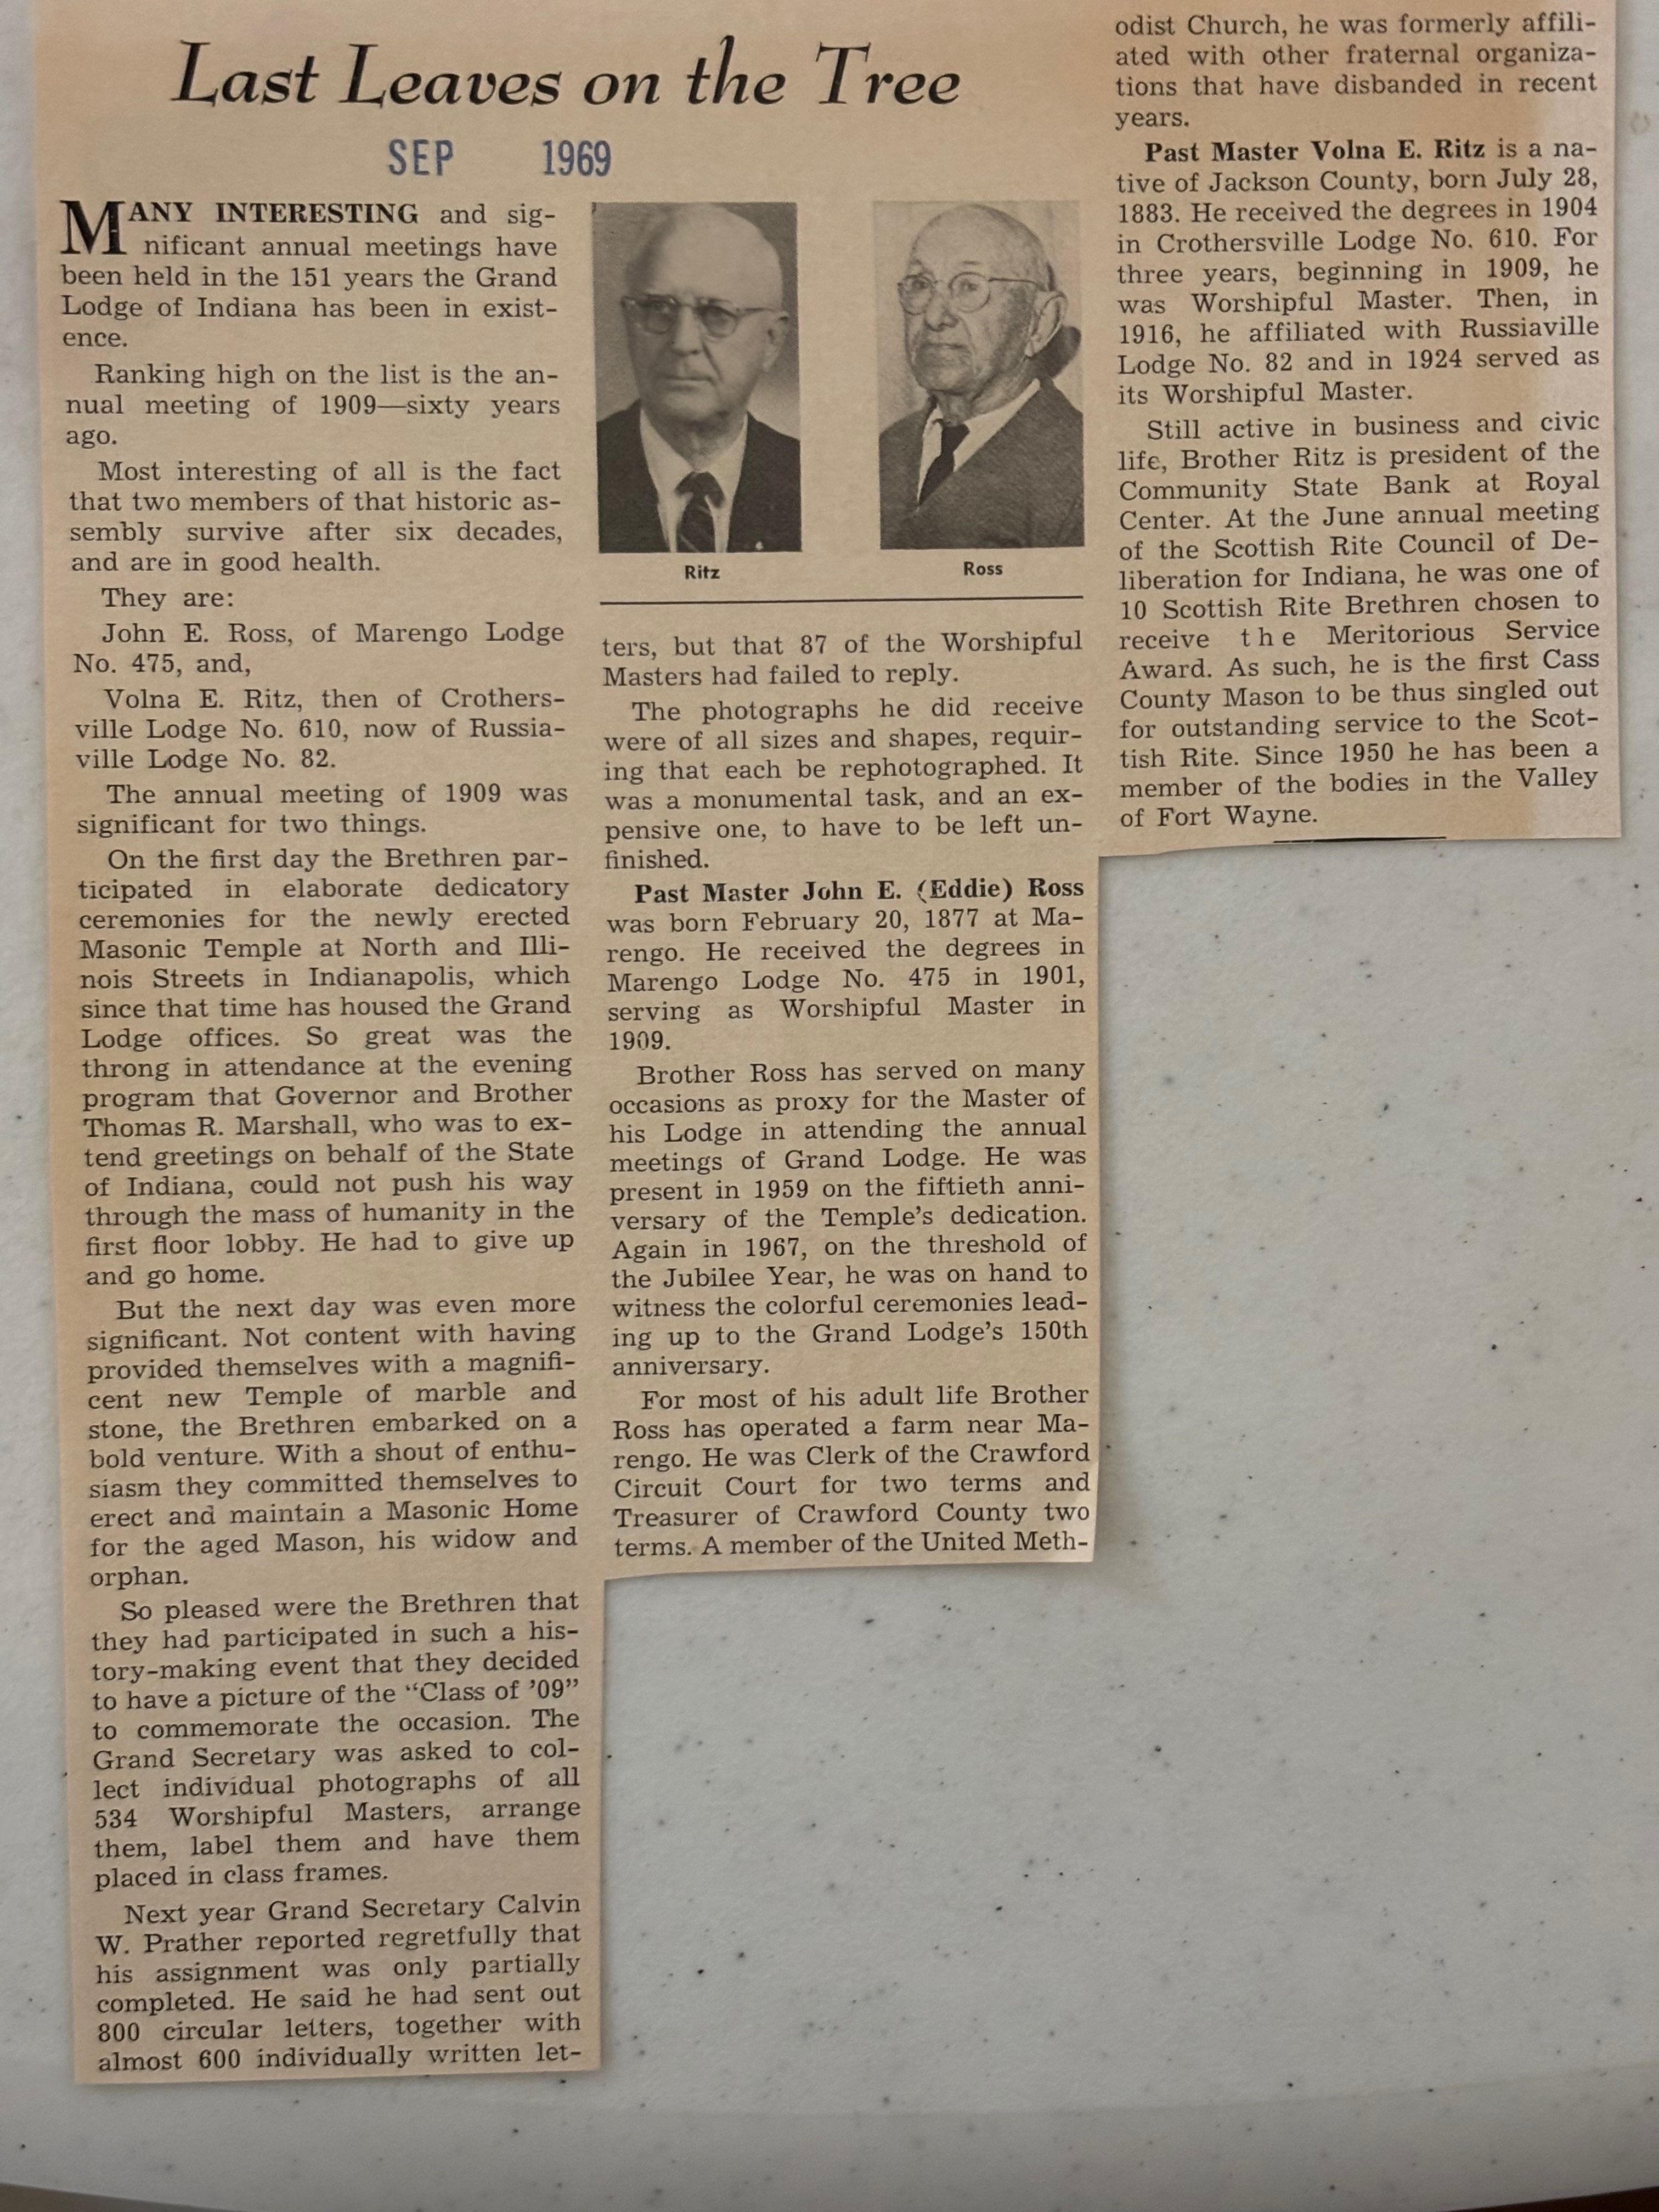 Last Leaves on the Tree
SEP 1969
MANY INTERESTING and sig-
nificant annual meetings have
been held in the 151 years the Grand
Lodge of Indiana has been in exist-
ence.
Ranking high on the list is the an-
nual meeting of 1909—sixty years
ago.
Most interesting of all is the fact
that two members of that historic as-
sembly survive after six decades,
and are in good health.
They are:
John E. Ross, of Marengo Lodge
No. 475, and,
Volna E. Ritz, then of Crothers-
ville Lodge No. 610, now of Russia-
ville Lodge No. 82.
The annual meeting of 1909 was
significant for two things.
On the first day the Brethren par-
ticipated in elaborate dedicatory
ceremonies for the newly erected
Masonic Temple at North and Illi-
nois Streets in Indianapolis, which
since that time has housed the Grand
Lodge offices. So great was the
throng in attendance at the evening
program that Governor and Brother
Thomas R. Marshall, who was to ex-
tend greetings on behalf of the State
of Indiana, could not push his way
through the mass of humanity in the
first floor lobby. He had to give up
and go home.
But the next day was even more
significant. Not content with having
provided themselves with a magnifi-
cent new Temple of marble and
stone, the Brethren embarked on a
bold venture. With a shout of enthu-
siasm they committed themselves to
erect and maintain a Masonic Home
for the aged Mason, his widow and
orphan.
So pleased were the Brethren that
they had participated in such a his-
tory-making event that they decided
to have a picture of the “Class of ’09”
to commemorate the occasion. The
Grand Secretary was asked to col-
lect individual photographs of all
534 Worshipful Masters, arrange
them, label them and have them
placed in class frames.
Next year Grand Secretary Calvin
W. Prather reported regretfully that
his assignment was only partially
completed. He said he had sent out
800 circular letters, together with
almost 600 individually written let-
Ritz
Ross
ters, but that 87 of the Worshipful
Masters had failed to reply.
The photographs he did receive
were of all sizes and shapes, requir-
ing that each be rephotographed. It
was a monumental task, and an ex-
pensive one, to have to be left un-
finished.
Past Master John E. (Eddie) Ross
was born February 20, 1877 at Ma-
rengo. He received the degrees in
Marengo Lodge No. 475 in 1901,
serving as Worshipful Master in
1909.
Brother Ross has served on many
occasions as proxy for the Master of
his Lodge in attending the annual
meetings of Grand Lodge. He was
present in 1959 on the fiftieth anni-
versary of the Temple’s dedication.
Again in 1967, on the threshold of
the Jubilee Year, he was on hand to
witness the colorful ceremonies lead-
ing up to the Grand Lodge’s 150th
anniversary.
For most of his adult life Brother
Ross has operated a farm near Ma-
rengo. He was Clerk of the Crawford
Circuit Court for two terms and
Treasurer of Crawford County two
terms. A member of the United Meth-
odist Church, he was formerly affili-
ated with other fraternal organiza-
tions that have disbanded in recent
years.
Past Master Volna E. Ritz is a na-
tive of Jackson County, born July 28,
1883. He received the degrees in 1904
in Crothersville Lodge No. 610. For
three years, beginning in 1909, he
was Worshipful Master. Then, in
1916, he affiliated with Russiaville
Lodge No. 82 and in 1924 served as
its Worshipful Master.
Still active in business and civic
life, Brother Ritz is president of the
Community State Bank at Royal
Center. At the June annual meeting
of the Scottish Rite Council of De-
liberation for Indiana, he was one of
10 Scottish Rite Brethren chosen to
receive the Meritorious Service
Award. As such, he is the first Cass
County Mason to be thus singled out
for outstanding service to the Scot-
tish Rite. Since 1950 he has been a
member of the bodies in the Valley
of Fort Wayne.